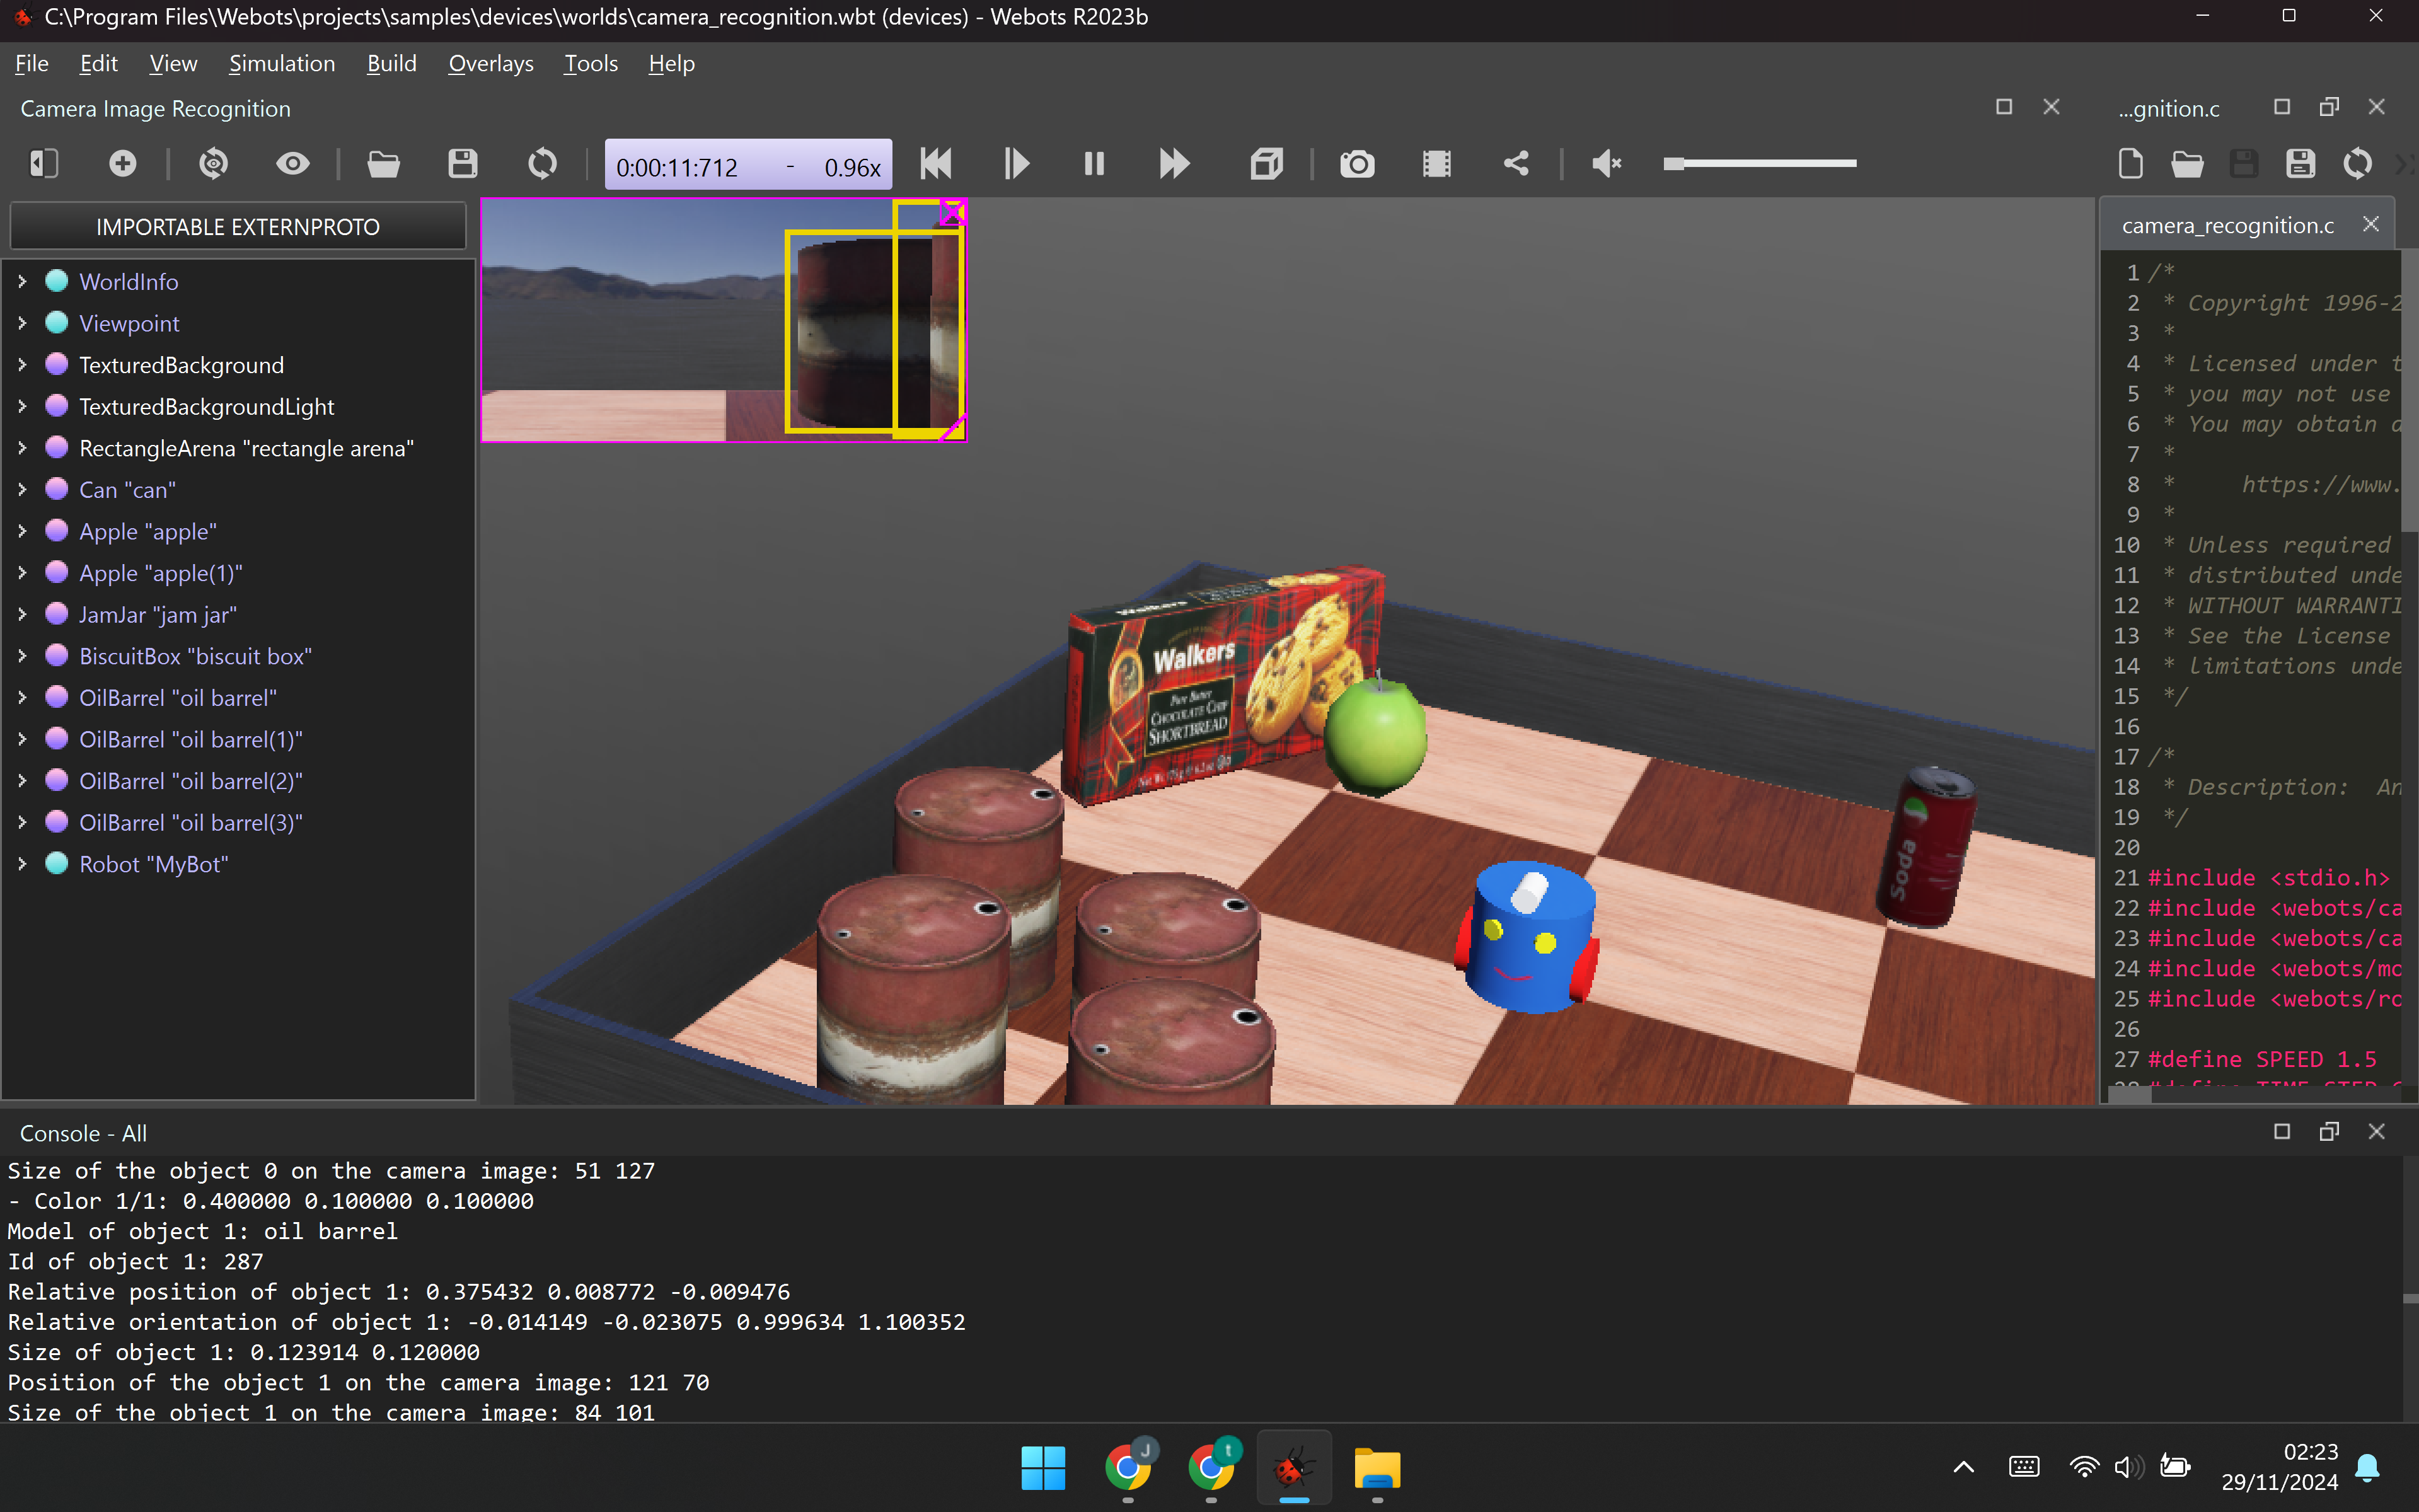 C:\Program Files\Webots\projects\samples\devices\worlds\camera_recognition.wbt (devices) - Webots R2023b
File Edit View Simulation Build Overlays Tools Help
Camera Image Recognition
...gnition.c
0:00:11:712 - 0.96x
IMPORTABLE EXTERNPROTO
WorldInfo
Viewpoint
TexturedBackground
TexturedBackgroundLight
RectangleArena "rectangle arena"
Can "can"
Apple "apple"
Apple "apple(1)"
JamJar "jam jar"
BiscuitBox "biscuit box"
OilBarrel "oil barrel"
OilBarrel "oil barrel(1)"
OilBarrel "oil barrel(2)"
OilBarrel "oil barrel(3)"
Robot "MyBot"
Walkers
Walkers
Pure Butter
CHOCOLATE CHIP
SHORTBREAD
Soda
camera_recognition.c
1 /*
2 * Copyright 1996-2
3 *
4 * Licensed under t
5 * you may not use
6 * You may obtain a
7 *
8 * https://www.
9 *
10 * Unless required
11 * distributed unde
12 * WITHOUT WARRANTI
13 * See the License
14 * limitations unde
15 */
16
17 /*
18 * Description: An
19 */
20
21 #include <stdio.h>
22 #include <webots/ca
23 #include <webots/ca
24 #include <webots/mo
25 #include <webots/ro
26
27 #define SPEED 1.5
Console - All
Size of the object 0 on the camera image: 51 127
- Color 1/1: 0.400000 0.100000 0.100000
Model of object 1: oil barrel
Id of object 1: 287
Relative position of object 1: 0.375432 0.008772 -0.009476
Relative orientation of object 1: -0.014149 -0.023075 0.999634 1.100352
Size of object 1: 0.123914 0.120000
Position of the object 1 on the camera image: 121 70
Size of the object 1 on the camera image: 84 101
J
t
02:23
29/11/2024